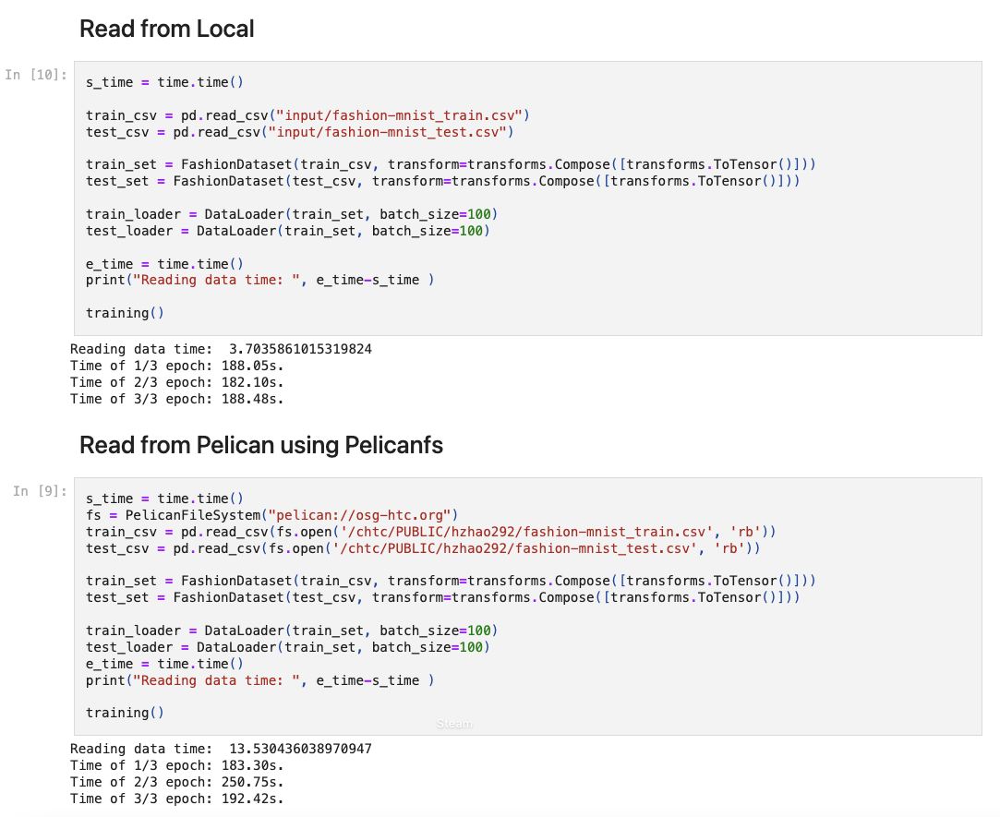 Read from Local
In [10]:
s_time = time.time()
train_csv = pd.read_csv("input/fashion-mnist_train.csv")
test_csv = pd.read_csv("input/fashion-mnist_test.csv")
train_set = FashionDataset(train_csv, transform=transforms.Compose([transforms.ToTensor()]))
test_set = FashionDataset(test_csv, transform=transforms.Compose([transforms.ToTensor()]))
train_loader = DataLoader(train_set, batch_size=100)
test_loader = DataLoader(train_set, batch_size=100)
e_time = time.time()
print("Reading data time: ", e_time-s_time )
training()
Reading data time:  3.7035861015319824
Time of 1/3 epoch: 188.05s.
Time of 2/3 epoch: 182.10s.
Time of 3/3 epoch: 188.48s.
Read from Pelican using Pelicanfs
In [9]:
s_time = time.time()
fs = PelicanFileSystem("pelican://osg-htc.org")
train_csv = pd.read_csv(fs.open('/chtc/PUBLIC/hzhao292/fashion-mnist_train.csv', 'rb'))
test_csv = pd.read_csv(fs.open('/chtc/PUBLIC/hzhao292/fashion-mnist_test.csv', 'rb'))
train_set = FashionDataset(train_csv, transform=transforms.Compose([transforms.ToTensor()]))
test_set = FashionDataset(test_csv, transform=transforms.Compose([transforms.ToTensor()]))
train_loader = DataLoader(train_set, batch_size=100)
test_loader = DataLoader(train_set, batch_size=100)
e_time = time.time()
print("Reading data time: ", e_time-s_time )
training()
Steam
Reading data time:  13.530436038970947
Time of 1/3 epoch: 183.30s.
Time of 2/3 epoch: 250.75s.
Time of 3/3 epoch: 192.42s.